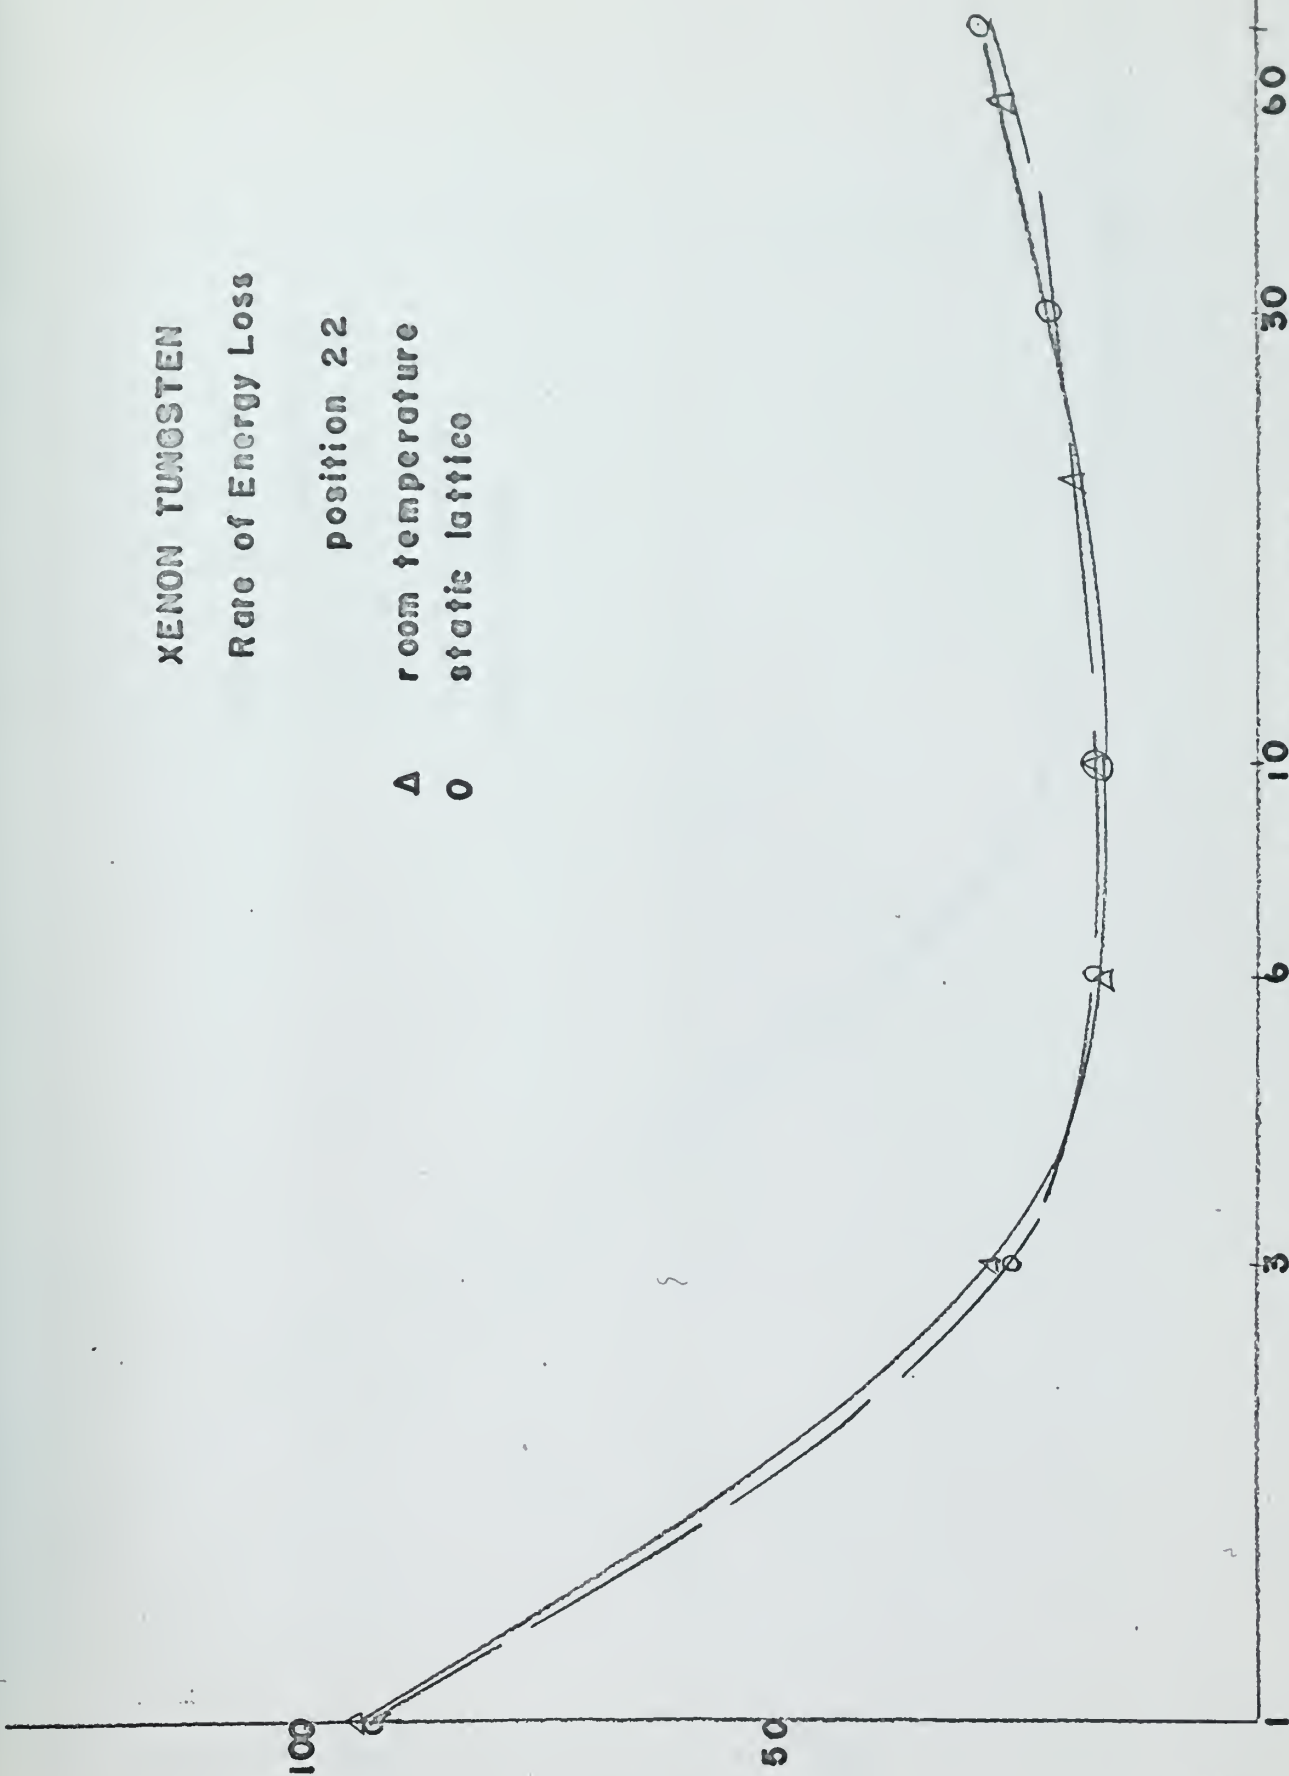 XENON TUNGSTEN
Rate of Energy Loss
position 22
Δ room temperature
O static lattice
100
50
1
3
6
10
30
60